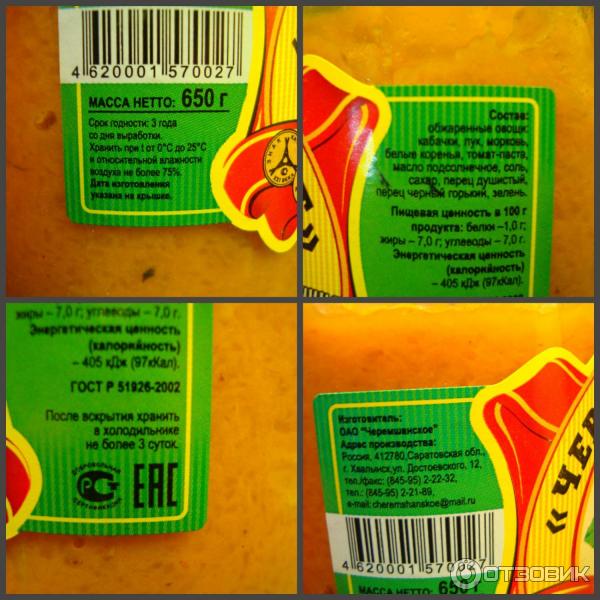 4 620001 570027
МАССА НЕТТО: 650 г
Срок годности: 3 года
со дня выработки.
Хранить при t от 0°С до 25°С
и относительной влажности
воздуха не более 75%.
Дата изготовления
указана на крышке.
Состав:
обжаренные овощи:
кабачки, лук, морковь,
белые коренья, томат-паста,
масло подсолнечное, соль,
сахар, перец душистый,
перец черный горький, зелень.
Пищевая ценность в 100 г
продукта: белки –1,0 г;
жиры – 7,0 г; углеводы – 7,0 г.
Энергетическая ценность
(калорийность)
– 405 кДж (97кКал).
жиры – 7,0 г; углеводы – 7,0 г.
Энергетическая ценность
(калорийность)
– 405 кДж (97кКал).
ГОСТ Р 51926-2002
После вскрытия хранить
в холодильнике
не более 3 суток.
ДОБРОВОЛЬНАЯ
СЕРТИФИКАЦИЯ
ЕАС
Изготовитель:
ОАО "Черемшанское"
Адрес производства:
Россия, 412780,Саратовская обл.,
г. Хвалынск,ул. Достоевского, 12,
тел./факс: (845-95) 2-22-32,
тел.: (845-95) 2-21-89,
e-mail: cheremshanskoe@mail.ru
« ЧЕР
4 620001 570027
МАССА НЕТТО: 650 г
ОТЗОВИК